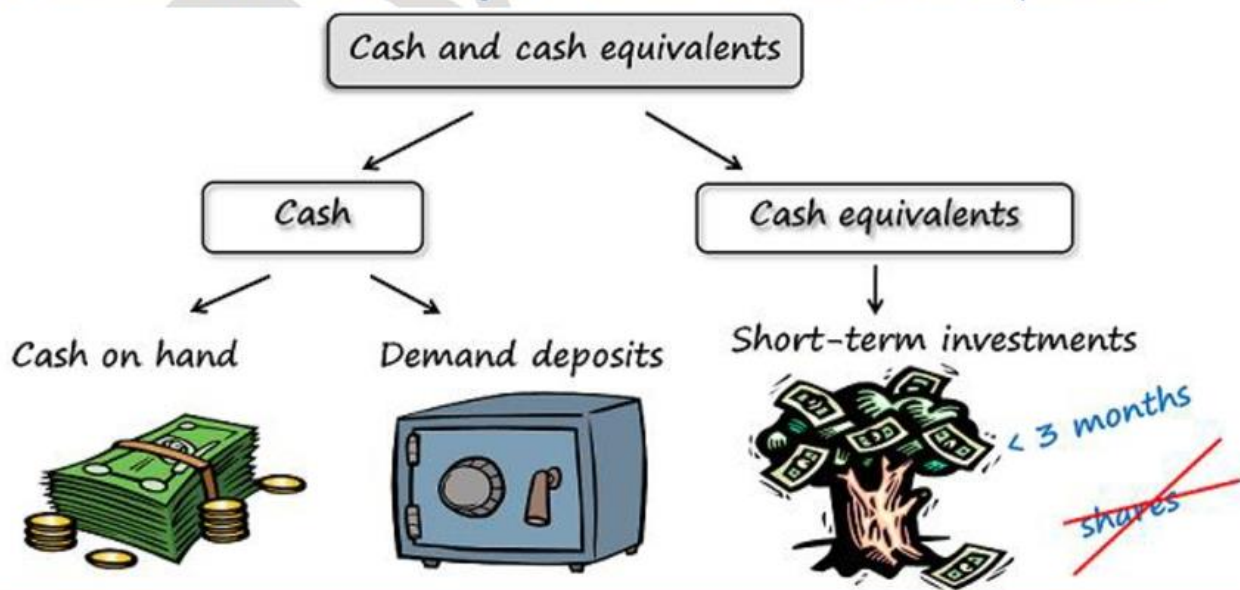 Cash and cash equivalents
Cash
Cash equivalents
Cash on hand
Demand deposits
Short-term investments
< 3 months
shares